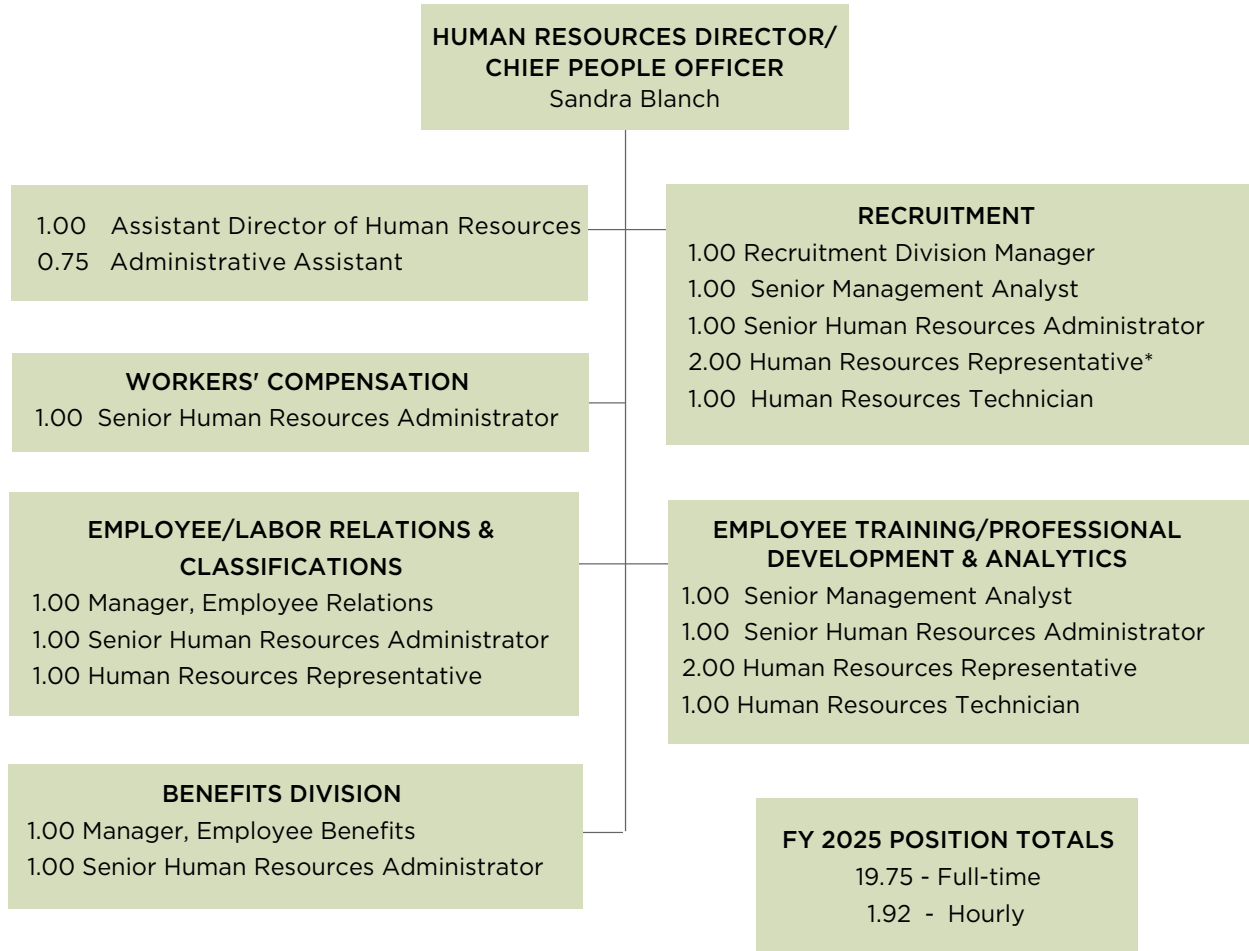 HUMAN RESOURCES DIRECTOR/
CHIEF PEOPLE OFFICER
Sandra Blanch
1.00 Assistant Director of Human Resources
0.75 Administrative Assistant
RECRUITMENT
1.00 Recruitment Division Manager
1.00 Senior Management Analyst
1.00 Senior Human Resources Administrator
2.00 Human Resources Representative*
1.00 Human Resources Technician
WORKERS' COMPENSATION
1.00 Senior Human Resources Administrator
EMPLOYEE/LABOR RELATIONS &
CLASSIFICATIONS
1.00 Manager, Employee Relations
1.00 Senior Human Resources Administrator
1.00 Human Resources Representative
EMPLOYEE TRAINING/PROFESSIONAL
DEVELOPMENT & ANALYTICS
1.00 Senior Management Analyst
1.00 Senior Human Resources Administrator
2.00 Human Resources Representative
1.00 Human Resources Technician
BENEFITS DIVISION
1.00 Manager, Employee Benefits
1.00 Senior Human Resources Administrator
FY 2025 POSITION TOTALS
19.75 - Full-time
1.92 - Hourly